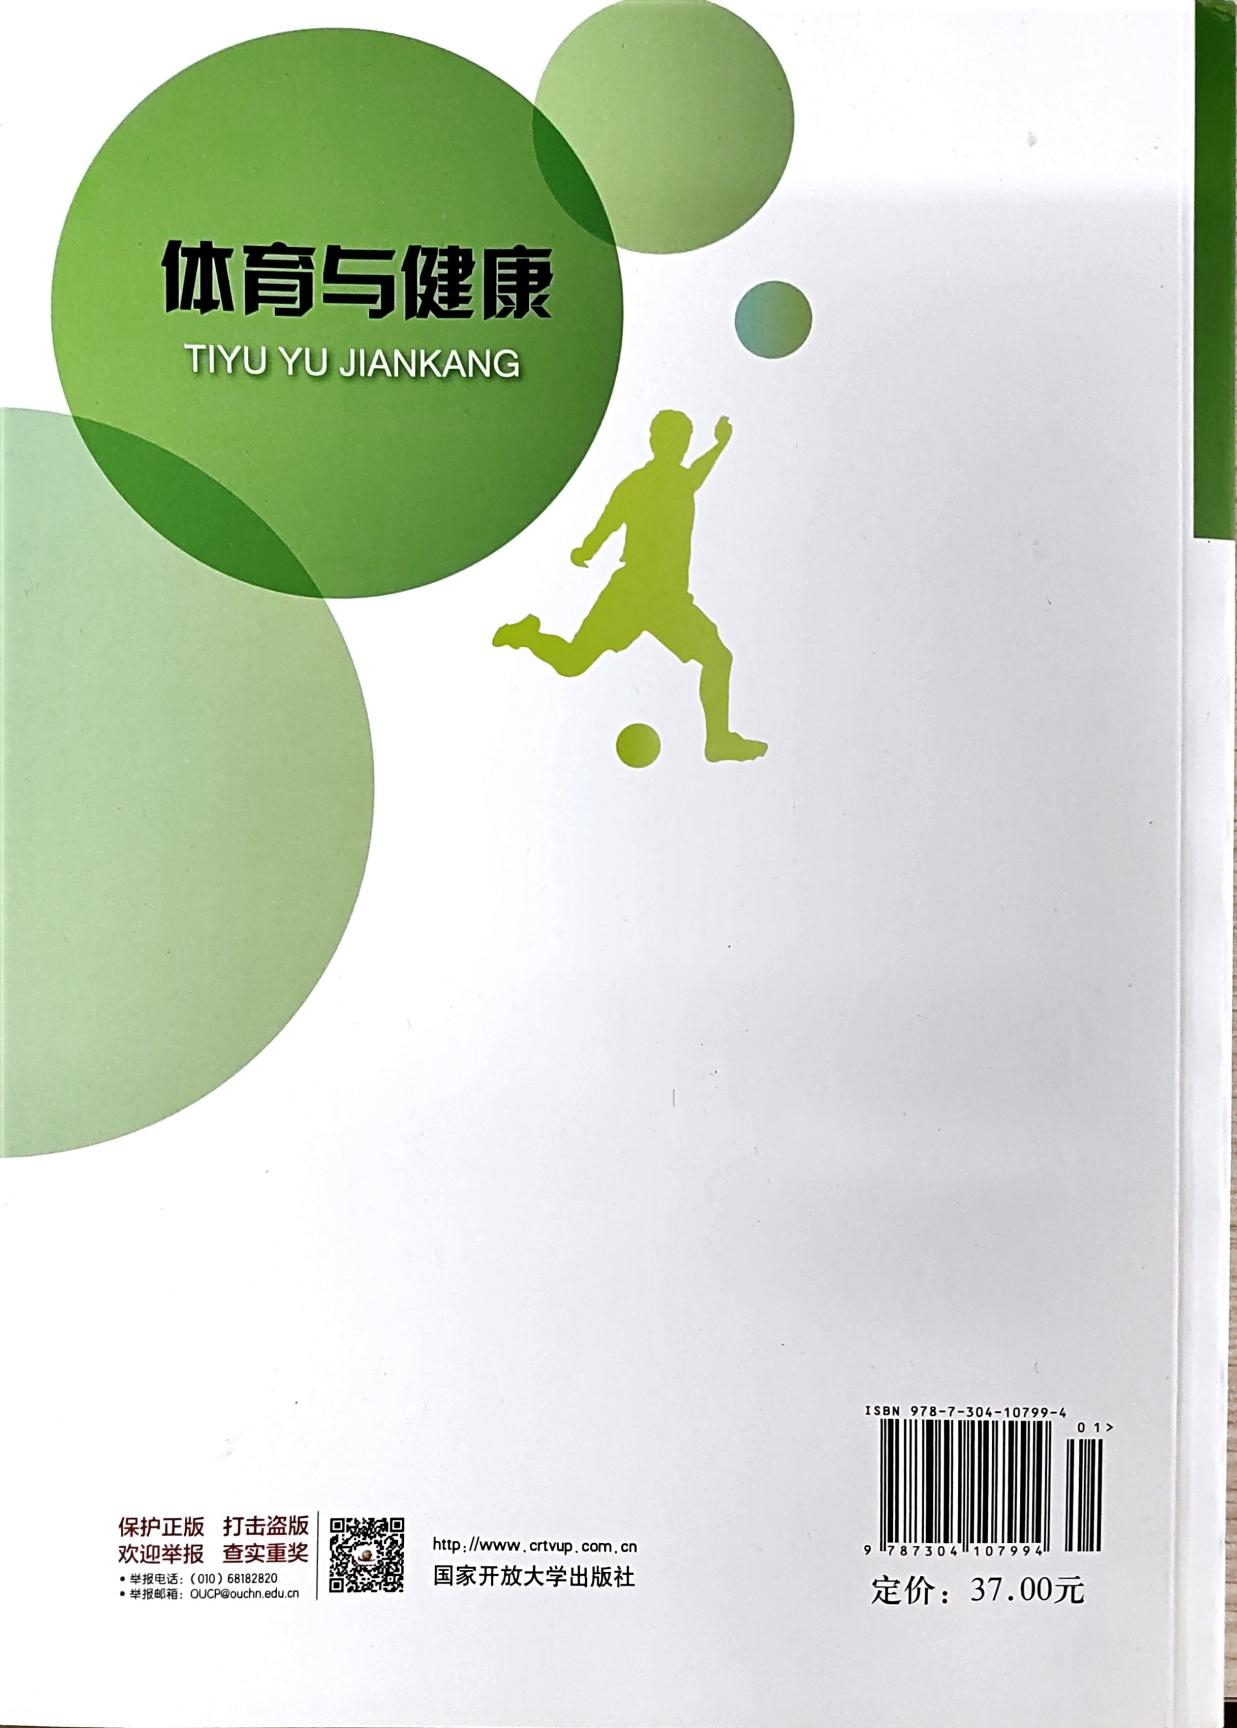 体育与健康
TIYU YU JIANKANG
ISBN 978-7-304-10799-4
01>
9 787304 107994
定价：37.00元
保护正版 打击盗版
欢迎举报 查实重奖
• 举报电话：（010）68182820
• 举报邮箱：OUCP@ouchn.edu.cn
http://www.crtvup.com.cn
国家开放大学出版社